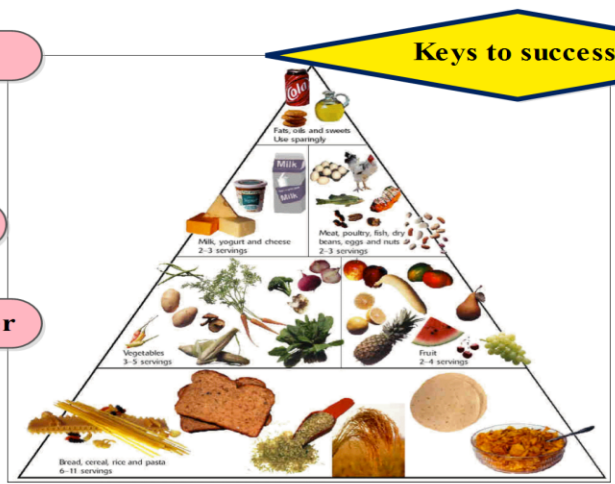 Keys to success
Cola
Fats, oils and sweets
Use sparingly
Milk
Milk
Milk, yogurt and cheese
2–3 servings
Meat, poultry, fish, dry
beans, eggs and nuts
2–3 servings
r
Vegetables
3–5 servings
Fruit
2–4 servings
Bread, cereal, rice and pasta
6–11 servings